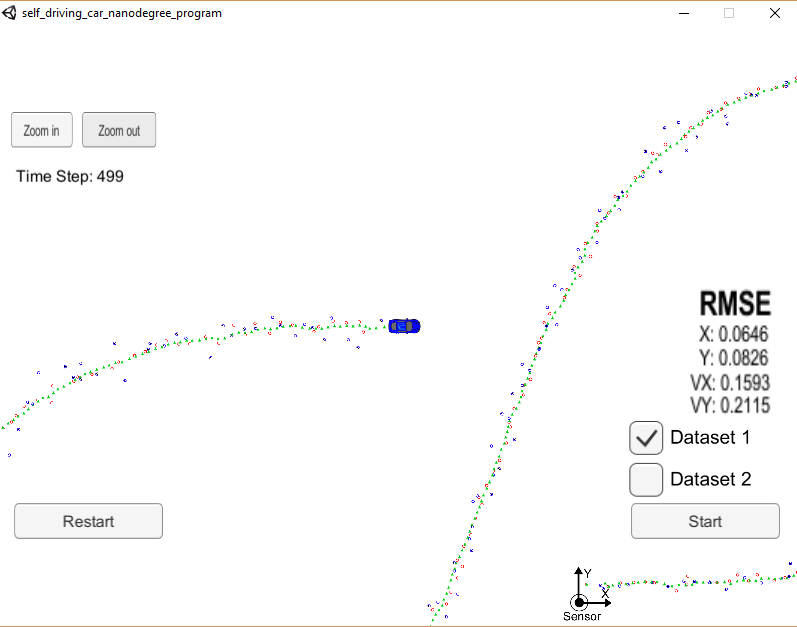 self_driving_car_nanodegree_program
Zoom in
Zoom out
Time Step: 499
RMSE
X: 0.0646
Y: 0.0826
VX: 0.1593
VY: 0.2115
Dataset 1
Dataset 2
Restart
Start
Y
X
Sensor